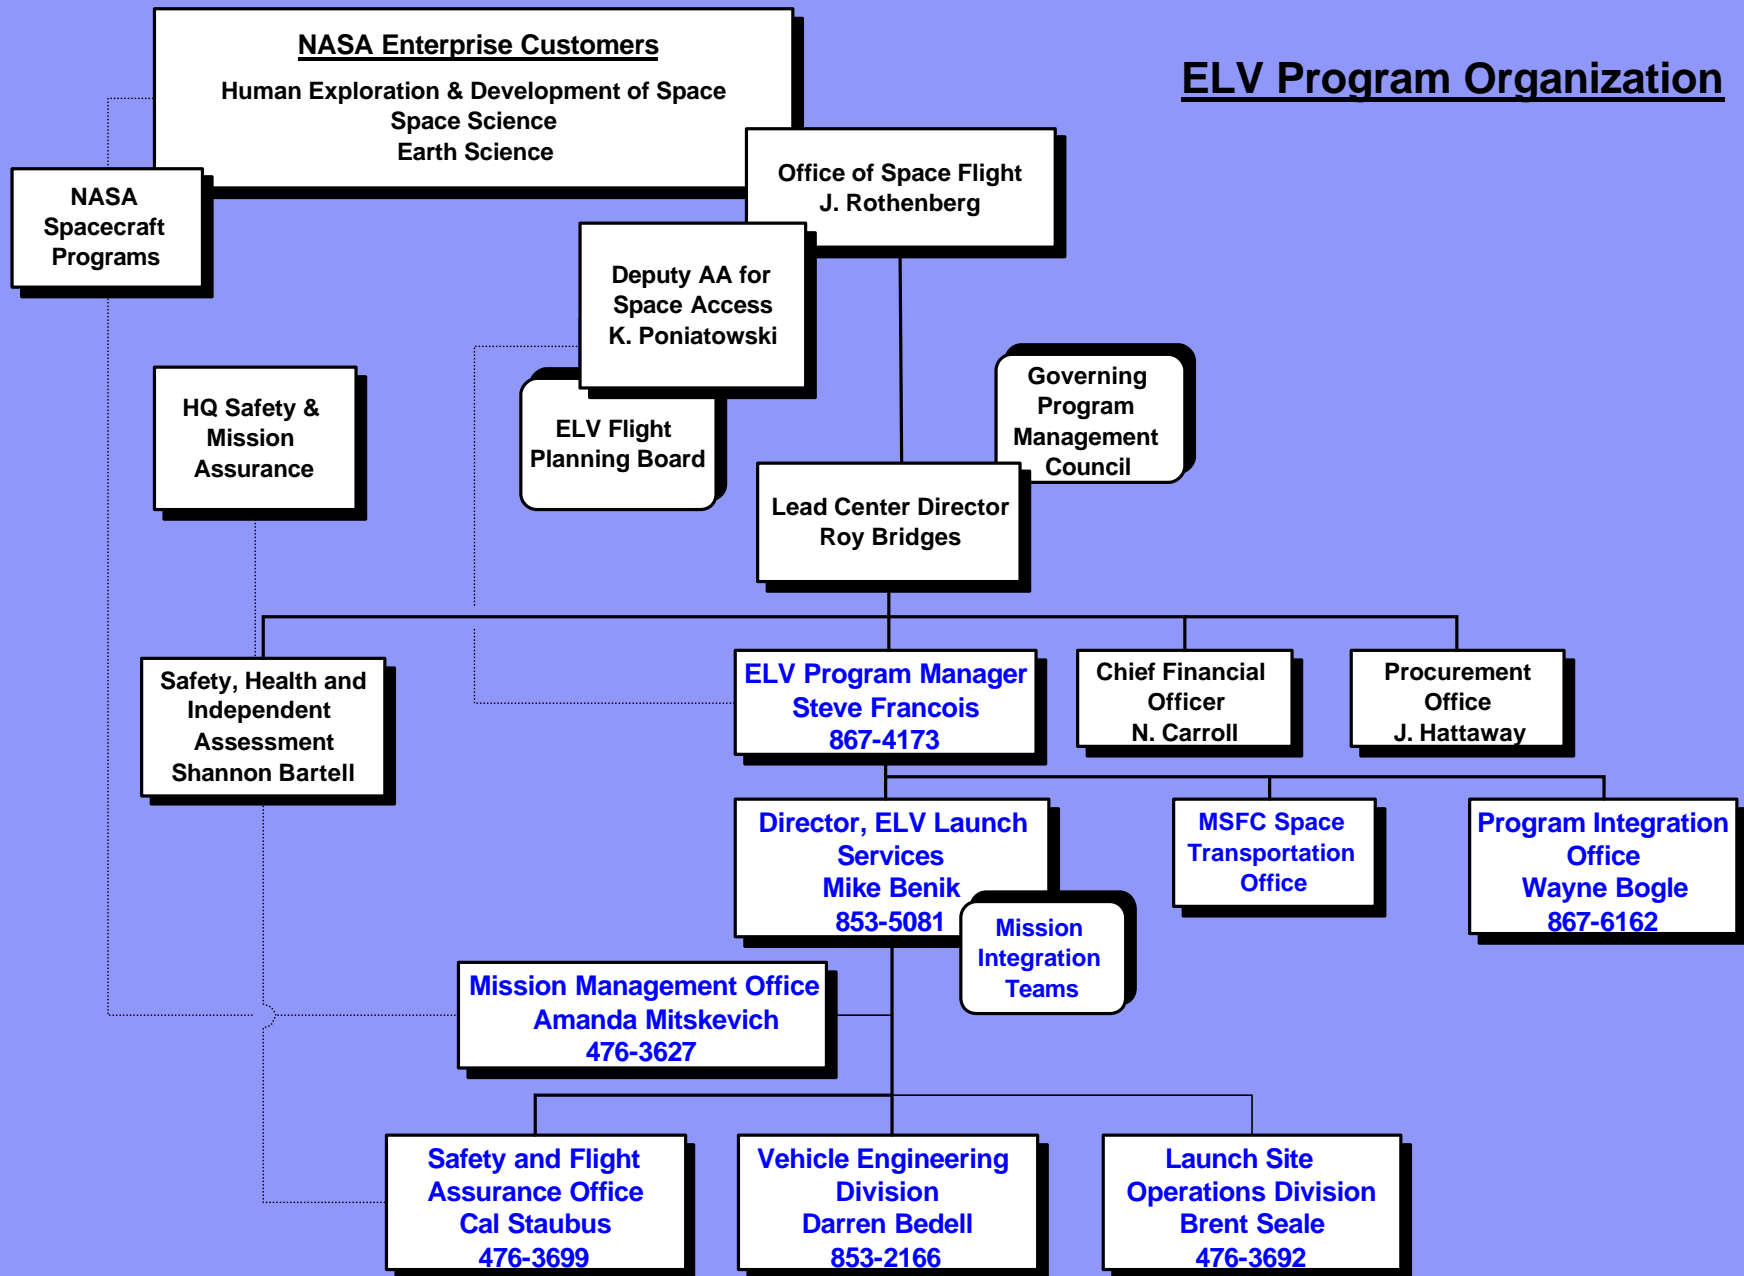 NASA Enterprise Customers
Human Exploration & Development of Space
Space Science
Earth Science
ELV Program Organization
Office of Space Flight
J. Rothenberg
NASA
Spacecraft
Programs
Deputy AA for
Space Access
K. Poniatowski
HQ Safety &
Mission
Assurance
ELV Flight
Planning Board
Governing
Program
Management
Council
Lead Center Director
Roy Bridges
Safety, Health and
Independent
Assessment
Shannon Bartell
ELV Program Manager
Steve Francois
867-4173
Chief Financial
Officer
N. Carroll
Procurement
Office
J. Hattaway
Director, ELV Launch
Services
Mike Benik
853-5081
MSFC Space
Transportation
Office
Program Integration
Office
Wayne Bogle
867-6162
Mission
Integration
Teams
Mission Management Office
Amanda Mitskevich
476-3627
Safety and Flight
Assurance Office
Cal Staubus
476-3699
Vehicle Engineering
Division
Darren Bedell
853-2166
Launch Site
Operations Division
Brent Seale
476-3692